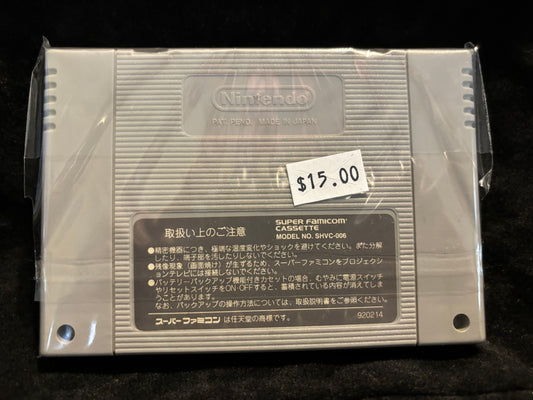 Nintendo
PAT. PEND. MADE IN JAPAN
$15.00
取扱い上のご注意
SUPER FAMICOM™
CASSETTE
MODEL NO. SHVC-006
●精密機器につき、極端な温度変化やショックを避けてください。また分解
したり、端子部を汚したりしないでください。
●残像現象（画面焼け）が生ずるため、スーパーファミコンをプロジェクシ
ョンテレビには接続しないでください。
●バッテリーバックアップ機能付きカセットの場合、むやみに電源スイッチ
やリセットスイッチをON・OFFすると、蓄積されている内容が消えてしま
うことがあります。
なお、バックアップの操作方法については、取扱説明書をご参照ください。
スーパーファミコン は任天堂の商標です。
920214